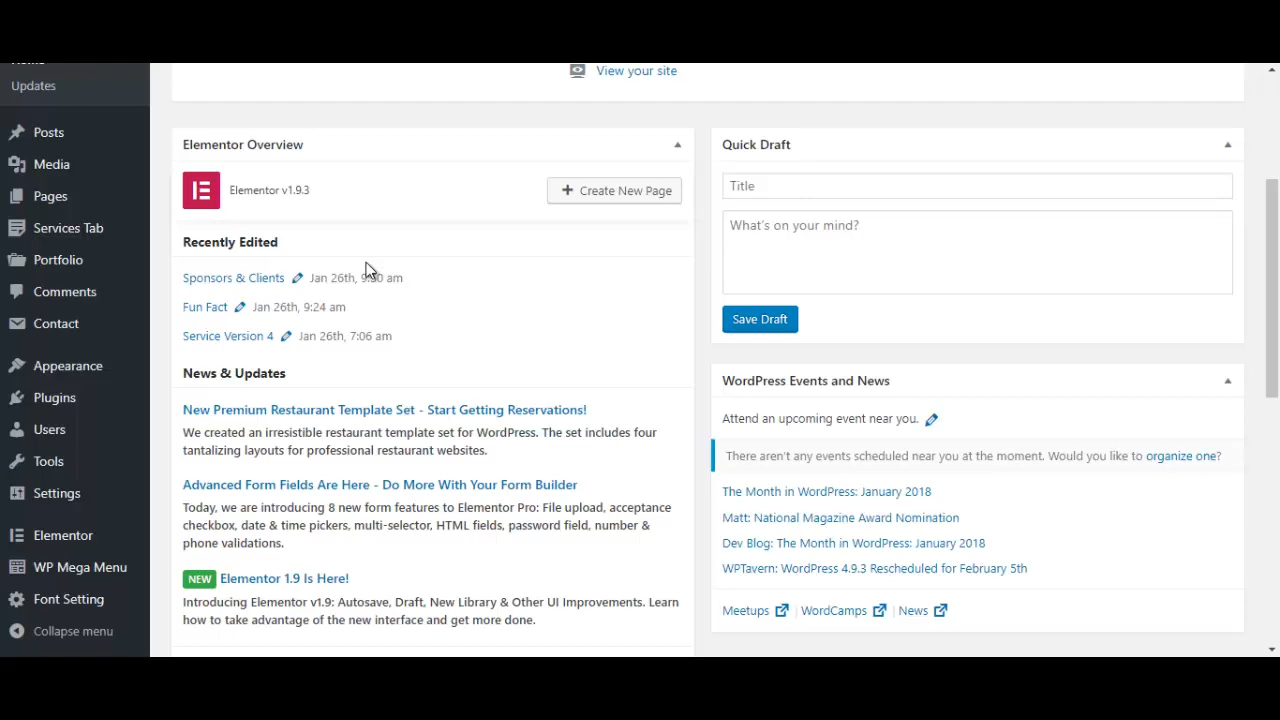 Updates
Posts
Media
Pages
Services Tab
Portfolio
Comments
Contact
Appearance
Plugins
Users
Tools
Settings
Elementor
WP Mega Menu
Font Setting
Collapse menu
View your site
Elementor Overview
Elementor v1.9.3
Create New Page
Recently Edited
Sponsors & Clients Jan 26th, am
Fun Fact Jan 26th, 9:24 am
Service Version 4 Jan 26th, 7:06 am
News & Updates
New Premium Restaurant Template Set - Start Getting Reservations!
We created an irresistible restaurant template set for WordPress. The set includes four
tantalizing layouts for professional restaurant websites.
Advanced Form Fields Are Here - Do More With Your Form Builder
Today, we are introducing 8 new form features to Elementor Pro: File upload, acceptance
checkbox, date & time pickers, multi-selector, HTML fields, password field, number &
phone validations.
NEW Elementor 1.9 Is Here!
Introducing Elementor v1.9: Autosave, Draft, New Library & Other UI Improvements. Learn
how to take advantage of the new interface and get more done.
Quick Draft
Title
What's on your mind?
Save Draft
WordPress Events and News
Attend an upcoming event near you.
There aren't any events scheduled near you at the moment. Would you like to organize one?
The Month in WordPress: January 2018
Matt: National Magazine Award Nomination
Dev Blog: The Month in WordPress: January 2018
WPTavern: WordPress 4.9.3 Rescheduled for February 5th
Meetups | WordCamps | News